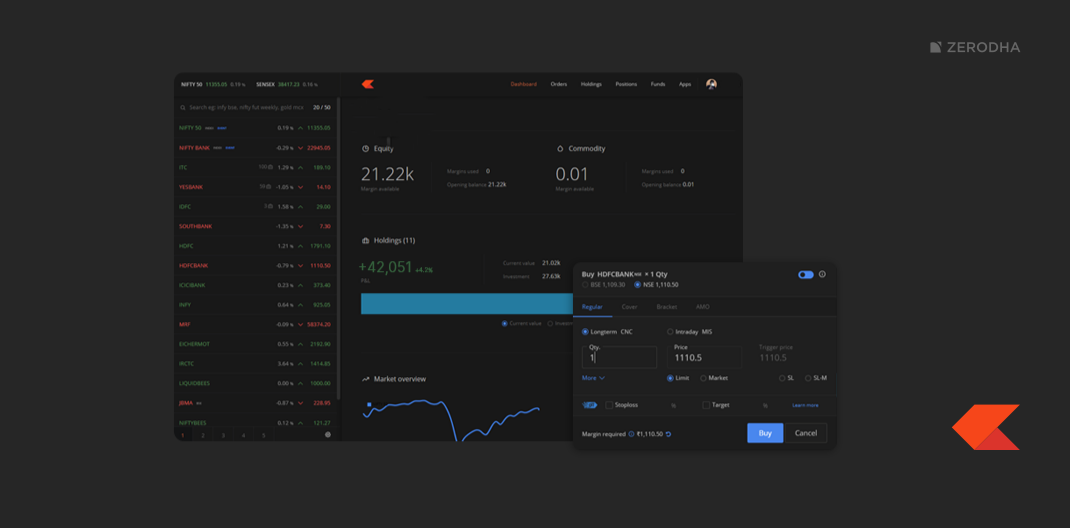 ZERODHA
NIFTY 50 11355.05 0.19 % SENSEX 38417.23 0.16 %
Dashboard Orders Holdings Positions Funds Apps
Search eg: infy bse, nifty fut weekly, gold mcx 20 / 50
NIFTY 50 0.19 % 11355.05
NIFTY BANK -0.29 % 22945.05
ITC 1.29 % 189.10
YESBANK -1.05 % 14.10
IDFC 1.58 % 29.00
SOUTHBANK -1.35 % 7.30
HDFC 1.21 % 1791.10
HDFCBANK -0.79 % 1110.50
ICICIBANK 0.23 % 373.40
INFY 0.64 % 925.05
MRF -0.09 % 58374.20
EICHERMOT 0.55 % 2192.90
IRCTC 3.64 % 1414.85
LIQUIDBEES 0.00 % 1000.00
-0.87 % 228.95
NIFTYBEES 0.12 % 121.27
1 2 3 4 5
Equity
21.22k
Margin available
Margins used 0
Opening balance 21.22k
Commodity
0.01
Margin available
Margins used 0
Opening balance 0.01
Holdings (11)
+42,051 +4.2%
P&L
Current value 21.02k
Investment 27.63k
Current value
Market overview
Buy HDFCBANK NSE × 1 Qty
BSE 1,109.30 NSE 1,110.50
Regular Cover Bracket AMO
Longterm CNC Intraday MIS
Qty. Price Trigger price
1 1110.5 1110.5
More Limit Market SL SL-M
Stoploss % Target % Learn more
Margin required ₹1,110.50
Buy Cancel